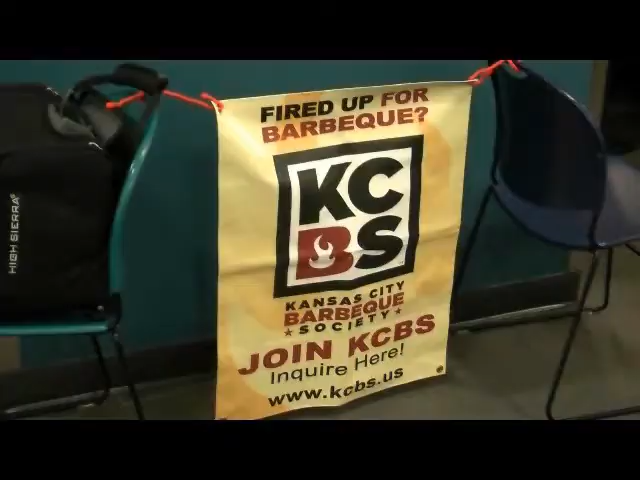 FIRED UP FOR
BARBEQUE?
KC
BS
KANSAS CITY
BARBEQUE
SOCIETY
JOIN KCBS
Inquire Here!
www.kcbs.us
HIGH SIERRA